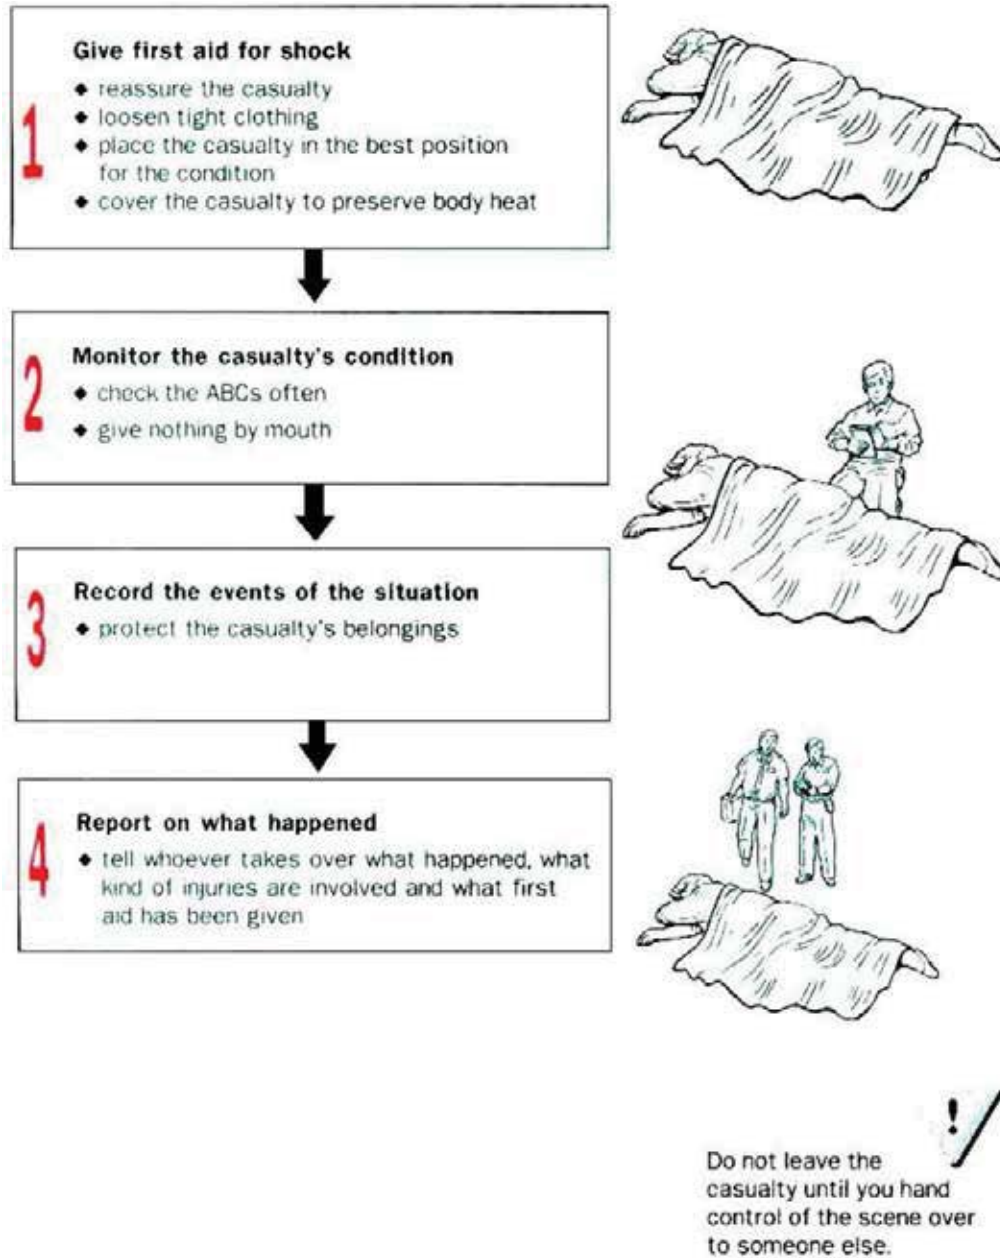 1
Give first aid for shock
◆ reassure the casualty
◆ loosen tight clothing
◆ place the casualty in the best position
for the condition
◆ cover the casualty to preserve body heat
2
Monitor the casualty's condition
◆ check the ABCs often
◆ give nothing by mouth
3
Record the events of the situation
◆ protect the casualty's belongings
4
Report on what happened
◆ tell whoever takes over what happened, what
kind of injuries are involved and what first
aid has been given
!
Do not leave the
casualty until you hand
control of the scene over
to someone else.